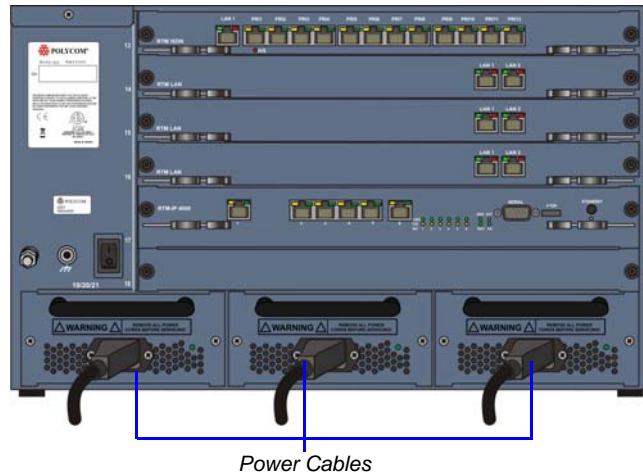 LAN 1 PRI1 PRI2 PRI3 PRI4 PRI5 PRI6 PRI7 PRI8 PRI9 PRI10 PRI11 PRI12
POLYCOM®
13
RTM ISDN
LAN 1 LAN 2
14
RTM LAN
LAN 1 LAN 2
15
RTM LAN
LAN 1 LAN 2
16
RTM LAN
POLYCOM
RTM-IP 4000
SERIAL
STANDBY
17
18
19/20/21
WARNING REMOVE ALL POWER CORDS BEFORE SERVICING!
WARNING REMOVE ALL POWER CORDS BEFORE SERVICING!
WARNING REMOVE ALL POWER CORDS BEFORE SERVICING!
Power Cables